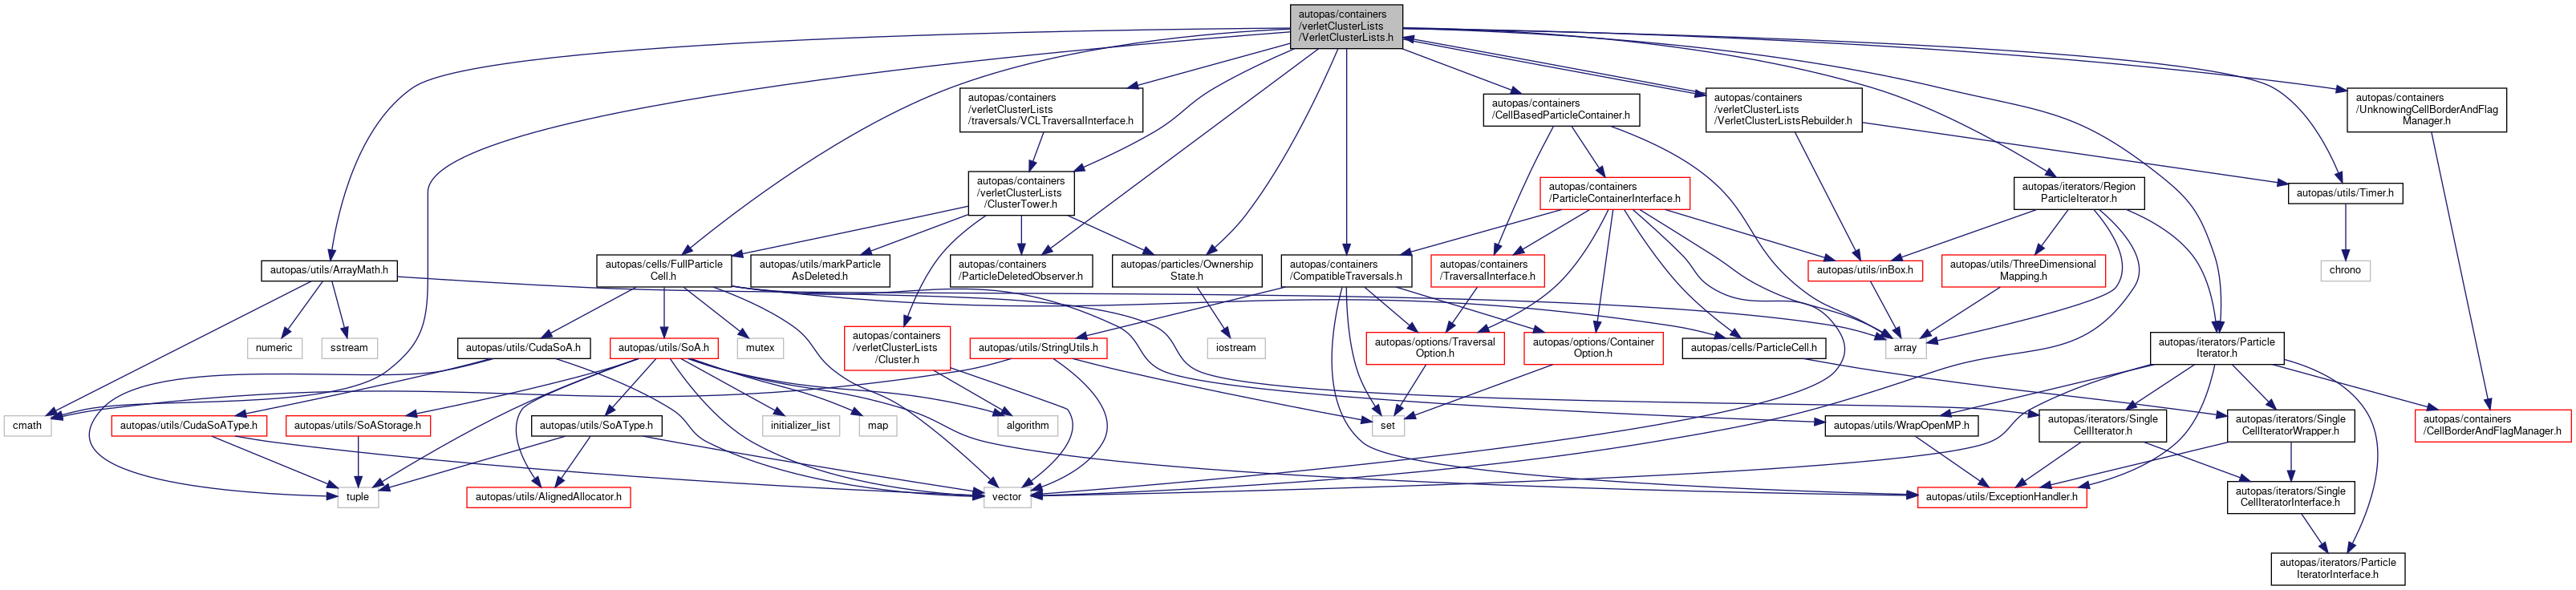 autopas/containers
/verletClusterLists
/VerletClusterLists.h
autopas/containers
/verletClusterLists
/traversals/VCLTraversalInterface.h
autopas/containers
/CellBasedParticleContainer.h
autopas/containers
/verletClusterLists
/VerletClusterListsRebuilder.h
autopas/containers
/UnknowingCellBorderAndFlag
Manager.h
autopas/containers
/verletClusterLists
/ClusterTower.h
autopas/containers
/ParticleContainerInterface.h
autopas/iterators/Region
ParticleIterator.h
autopas/utils/Timer.h
autopas/utils/ArrayMath.h
autopas/cells/FullParticle
Cell.h
autopas/utils/markParticle
AsDeleted.h
autopas/containers
/ParticleDeletedObserver.h
autopas/particles/Ownership
State.h
autopas/containers
/CompatibleTraversals.h
autopas/containers
/TraversalInterface.h
autopas/utils/inBox.h
autopas/utils/ThreeDimensional
Mapping.h
chrono
numeric
sstream
autopas/utils/CudaSoA.h
autopas/utils/SoA.h
mutex
autopas/containers
/verletClusterLists
/Cluster.h
autopas/utils/StringUtils.h
iostream
autopas/options/Traversal
Option.h
autopas/options/Container
Option.h
autopas/cells/ParticleCell.h
array
autopas/iterators/Particle
Iterator.h
cmath
autopas/utils/CudaSoAType.h
autopas/utils/SoAStorage.h
autopas/utils/SoAType.h
initializer_list
map
algorithm
set
autopas/utils/WrapOpenMP.h
autopas/iterators/Single
CellIterator.h
autopas/iterators/Single
CellIteratorWrapper.h
autopas/containers
/CellBorderAndFlagManager.h
tuple
autopas/utils/AlignedAllocator.h
vector
autopas/utils/ExceptionHandler.h
autopas/iterators/Single
CellIteratorInterface.h
autopas/iterators/Particle
IteratorInterface.h